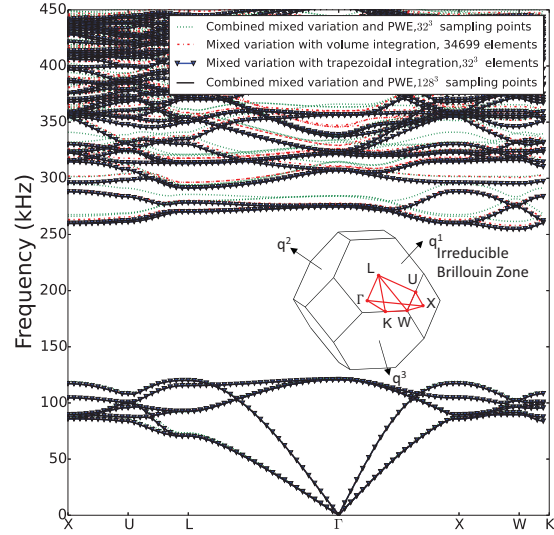 450
400
350
300
250
200
150
100
50
0
Frequency (kHz)
Combined mixed variation and PWE,32³ sampling points
Mixed variation with volume integration, 34699 elements
Mixed variation with trapezoidal integration,32³ elements
Combined mixed variation and PWE,128³ sampling points
q²
q¹
Irreducible
Brillouin Zone
L
U
Γ
X
K
W
q³
X U L Γ X W K